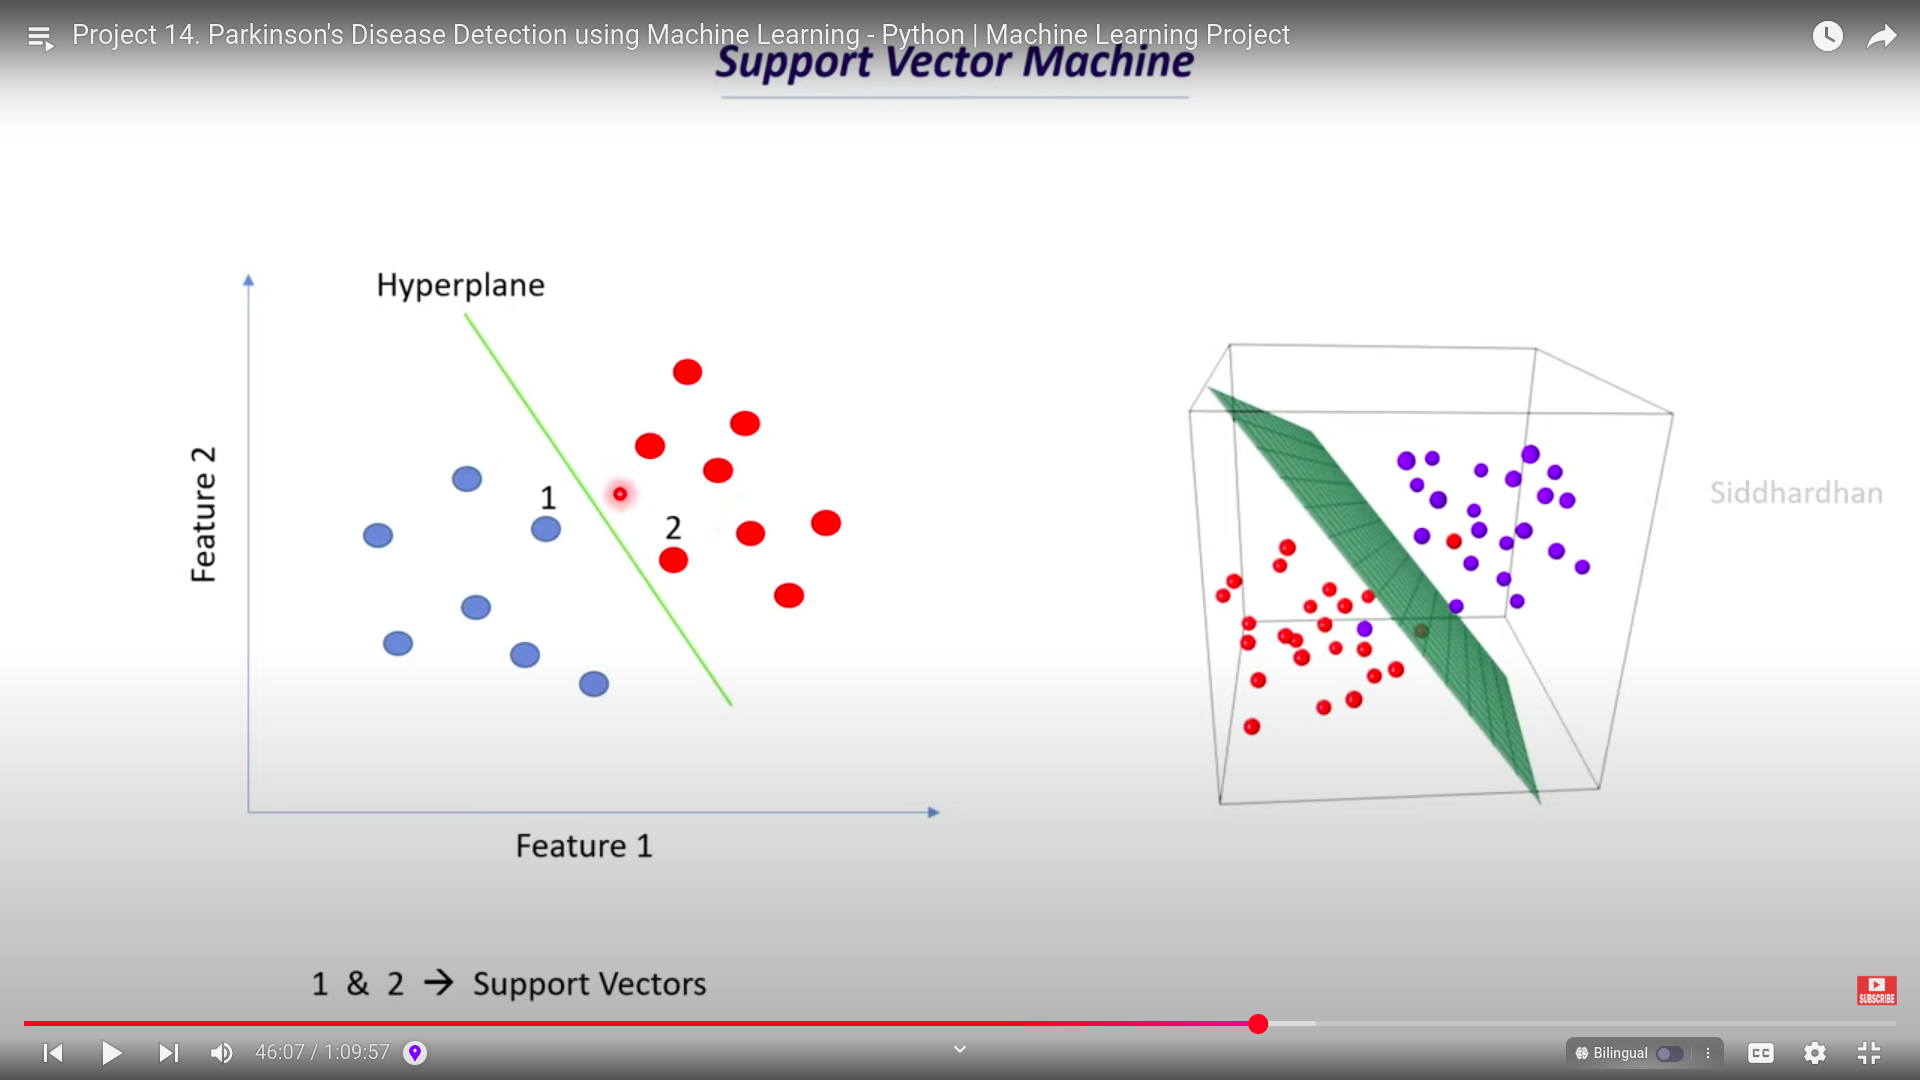 Project 14. Parkinson's Disease Detection using Machine Learning - Python | Machine Learning Project
Support Vector Machine
Hyperplane
Feature 2
1
2
Siddhardhan
Feature 1
1 & 2 → Support Vectors
SUBSCRIBE
46:07 / 1:09:57
Bilingual
CC